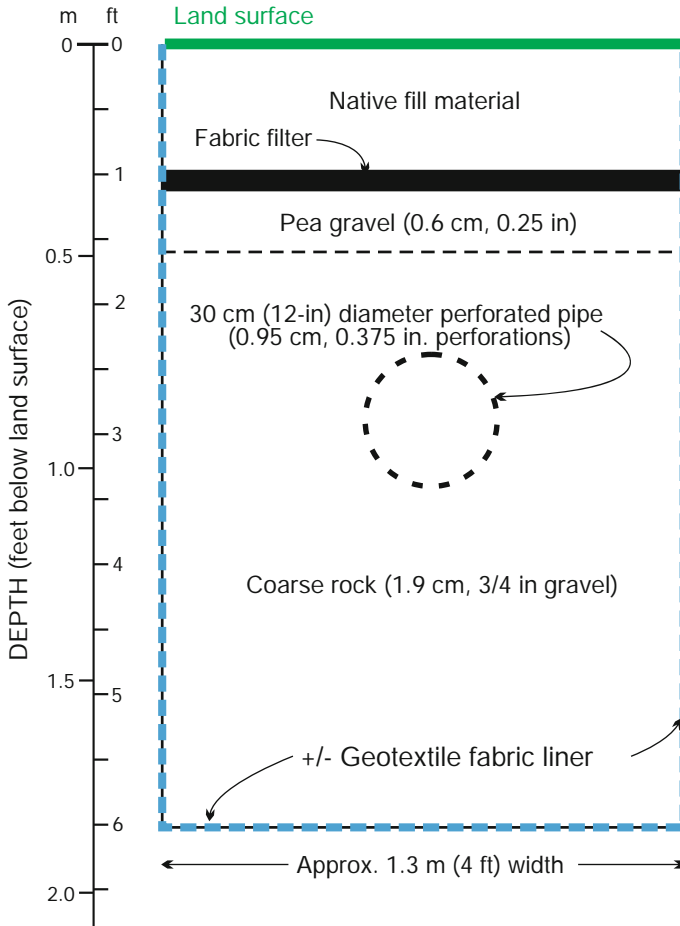 m ft
Land surface
0
0
Native fill material
Fabric filter
1
Pea gravel (0.6 cm, 0.25 in)
0.5
2
30 cm (12-in) diameter perforated pipe
(0.95 cm, 0.375 in. perforations)
DEPTH (feet below land surface)
3
1.0
4
Coarse rock (1.9 cm, 3/4 in gravel)
1.5
5
+/- Geotextile fabric liner
6
Approx. 1.3 m (4 ft) width
2.0